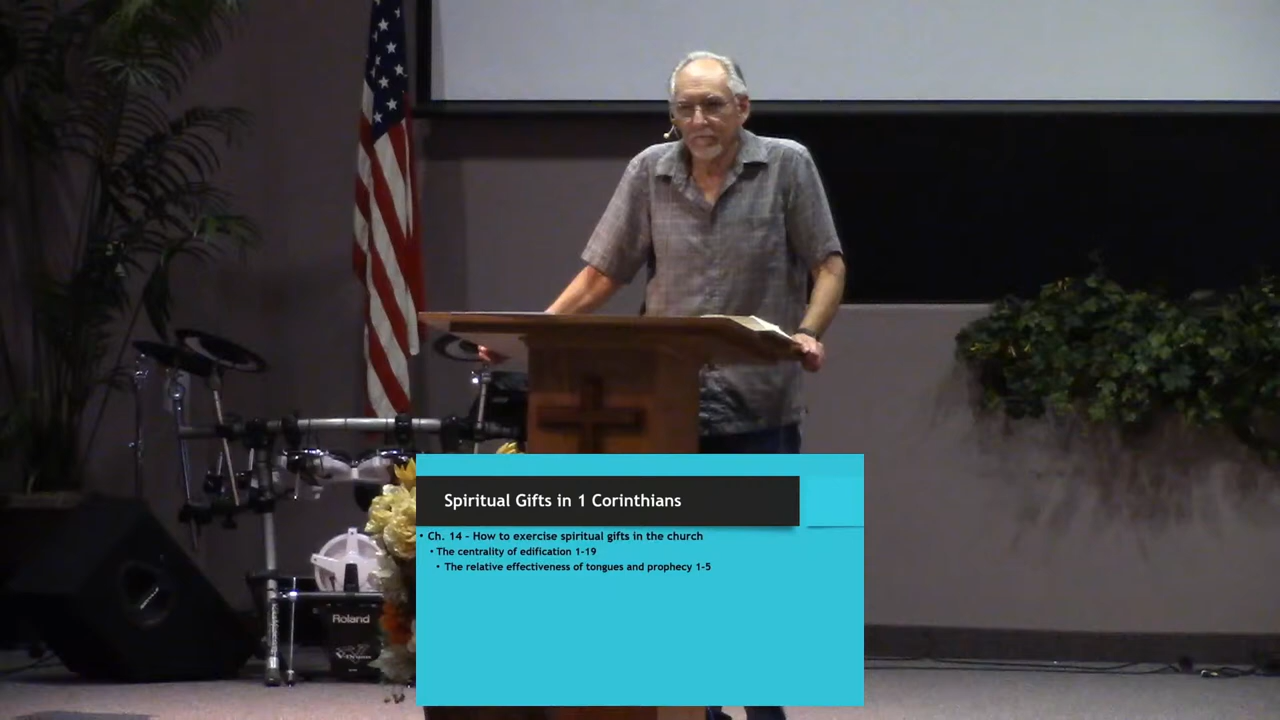 Spiritual Gifts in 1 Corinthians
• Ch. 14 - How to exercise spiritual gifts in the church
• The centrality of edification 1-19
• The relative effectiveness of tongues and prophecy 1-5
Roland